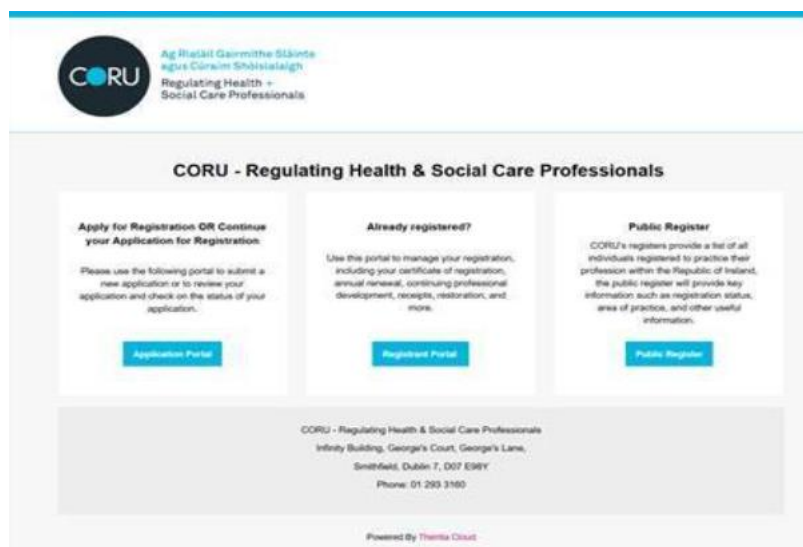 CORU
Ag Rialáil Gairmithe Sláinte
agus Cúraim Shóisialaigh
Regulating Health +
Social Care Professionals
CORU - Regulating Health & Social Care Professionals
Apply for Registration OR Continue
your Application for Registration
Please use the following portal to submit a
new application or to review your
application and check on the status of your
application.
Application Portal
Already registered?
Use this portal to manage your registration,
including your certificate of registration,
annual renewal, continuing professional
development, receipts, restoration, and
more.
Registrant Portal
Public Register
CORU's registers provide a list of all
individuals registered to practice their
profession within the Republic of Ireland,
the public register will provide key
information such as registration status,
area of practice, and other useful
information.
Public Register
CORU - Regulating Health & Social Care Professionals
Infinity Building, George's Court, George's Lane,
Smithfield, Dublin 7, D07 E98Y
Phone: 01 293 3160
Powered By Thentia Cloud